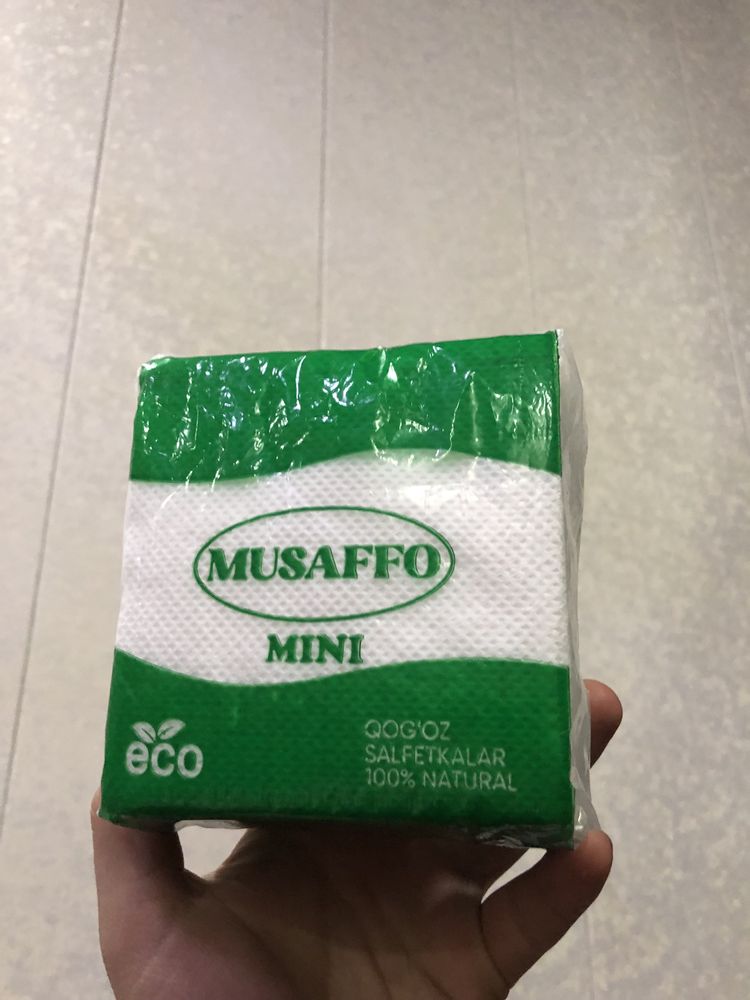 MUSAFFO
MINI
eco
QOG'OZ
SALFETKALAR
100% NATURAL